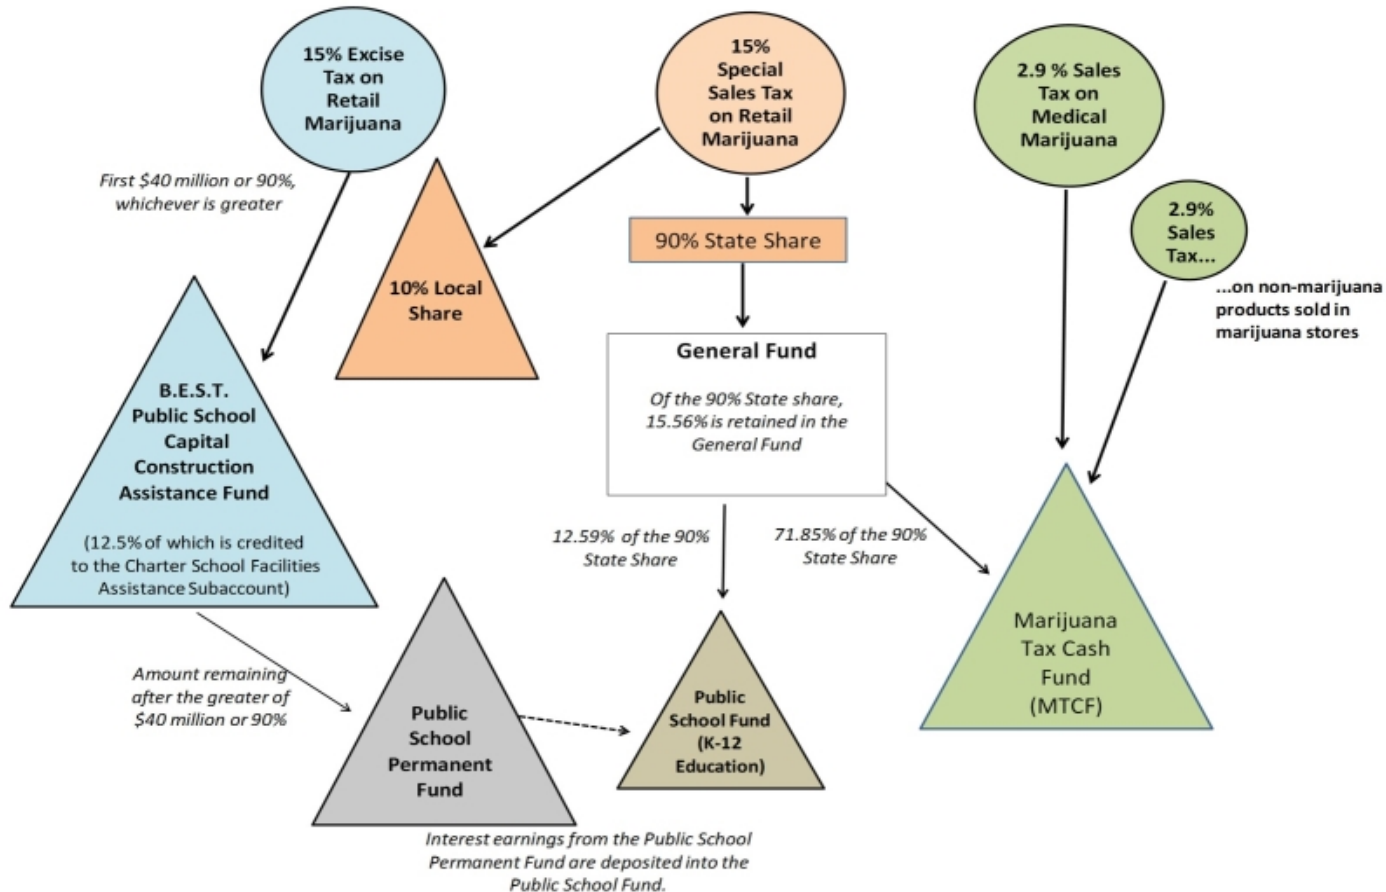 15% Excise
Tax on
Retail
Marijuana
15%
Special
Sales Tax
on Retail
Marijuana
2.9 % Sales
Tax on
Medical
Marijuana
2.9%
Sales
Tax...
...on non-marijuana
products sold in
marijuana stores
First $40 million or 90%,
whichever is greater
10% Local
Share
90% State Share
General Fund
Of the 90% State share,
15.56% is retained in the
General Fund
B.E.S.T.
Public School
Capital
Construction
Assistance Fund
(12.5% of which is credited
to the Charter School Facilities
Assistance Subaccount)
12.59% of the 90%
State Share
71.85% of the 90%
State Share
Amount remaining
after the greater of
$40 million or 90%
Public
School
Permanent
Fund
Public
School Fund
(K-12
Education)
Marijuana
Tax Cash
Fund
(MTCF)
Interest earnings from the Public School
Permanent Fund are deposited into the
Public School Fund.